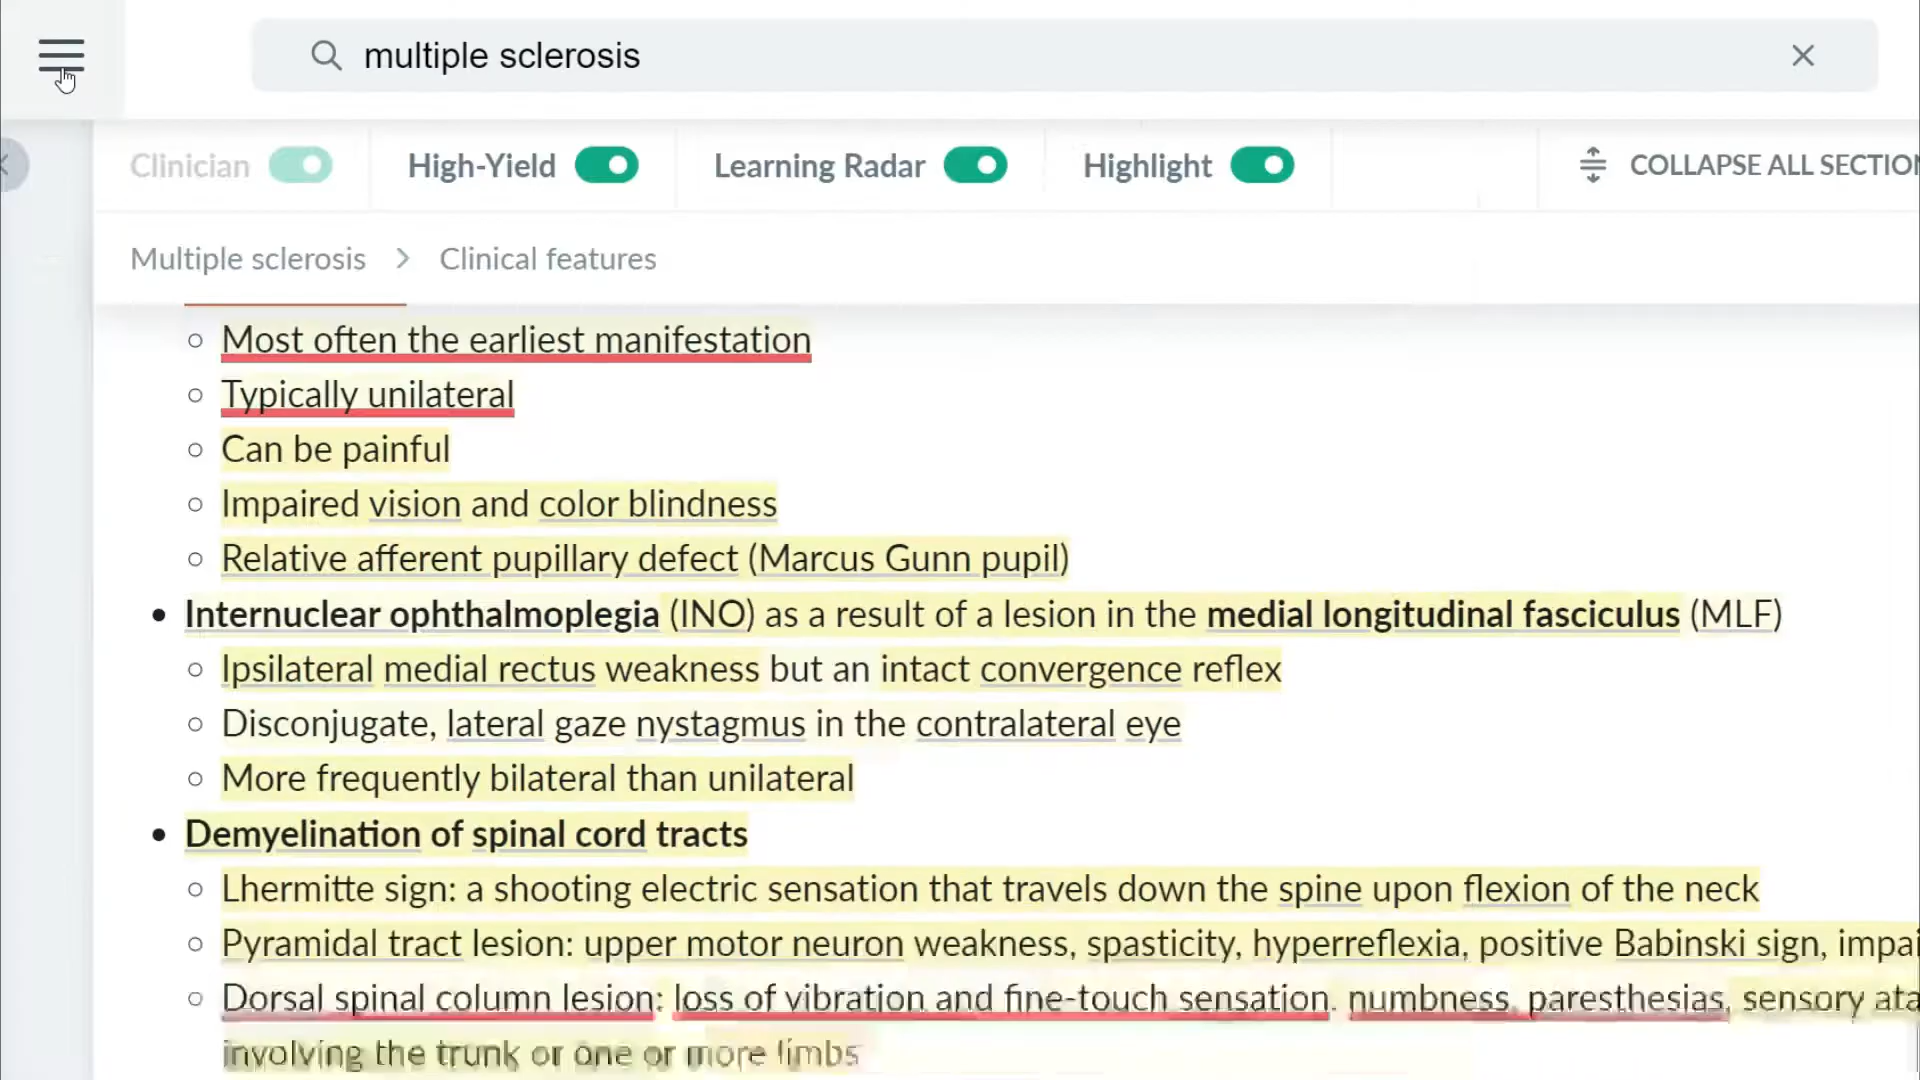 multiple sclerosis
Clinician High-Yield Learning Radar Highlight COLLAPSE ALL SECTION
Multiple sclerosis > Clinical features
Most often the earliest manifestation
Typically unilateral
Can be painful
Impaired vision and color blindness
Relative afferent pupillary defect (Marcus Gunn pupil)
Internuclear ophthalmoplegia (INO) as a result of a lesion in the medial longitudinal fasciculus (MLF)
Ipsilateral medial rectus weakness but an intact convergence reflex
Disconjugate, lateral gaze nystagmus in the contralateral eye
More frequently bilateral than unilateral
Demyelination of spinal cord tracts
Lhermitte sign: a shooting electric sensation that travels down the spine upon flexion of the neck
Pyramidal tract lesion: upper motor neuron weakness, spasticity, hyperreflexia, positive Babinski sign, impai
Dorsal spinal column lesion: loss of vibration and fine-touch sensation, numbness, paresthesias, sensory ata
involving the trunk or one or more limbs